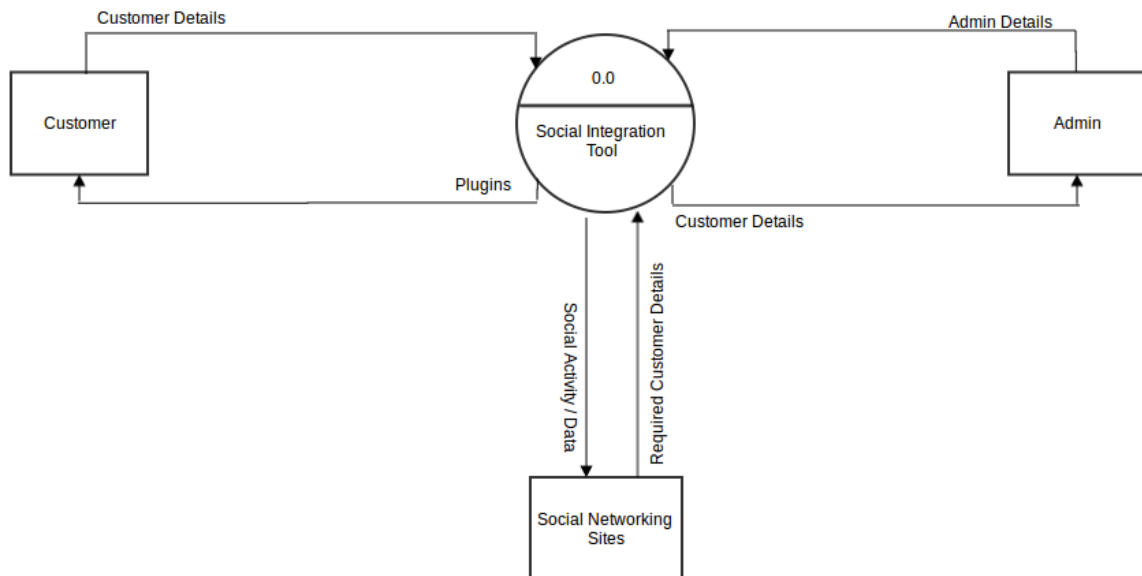 Customer Details
Admin Details
0.0
Customer
Social Integration
Tool
Admin
Plugins
Customer Details
Social Activity / Data
Required Customer Details
Social Networking
Sites